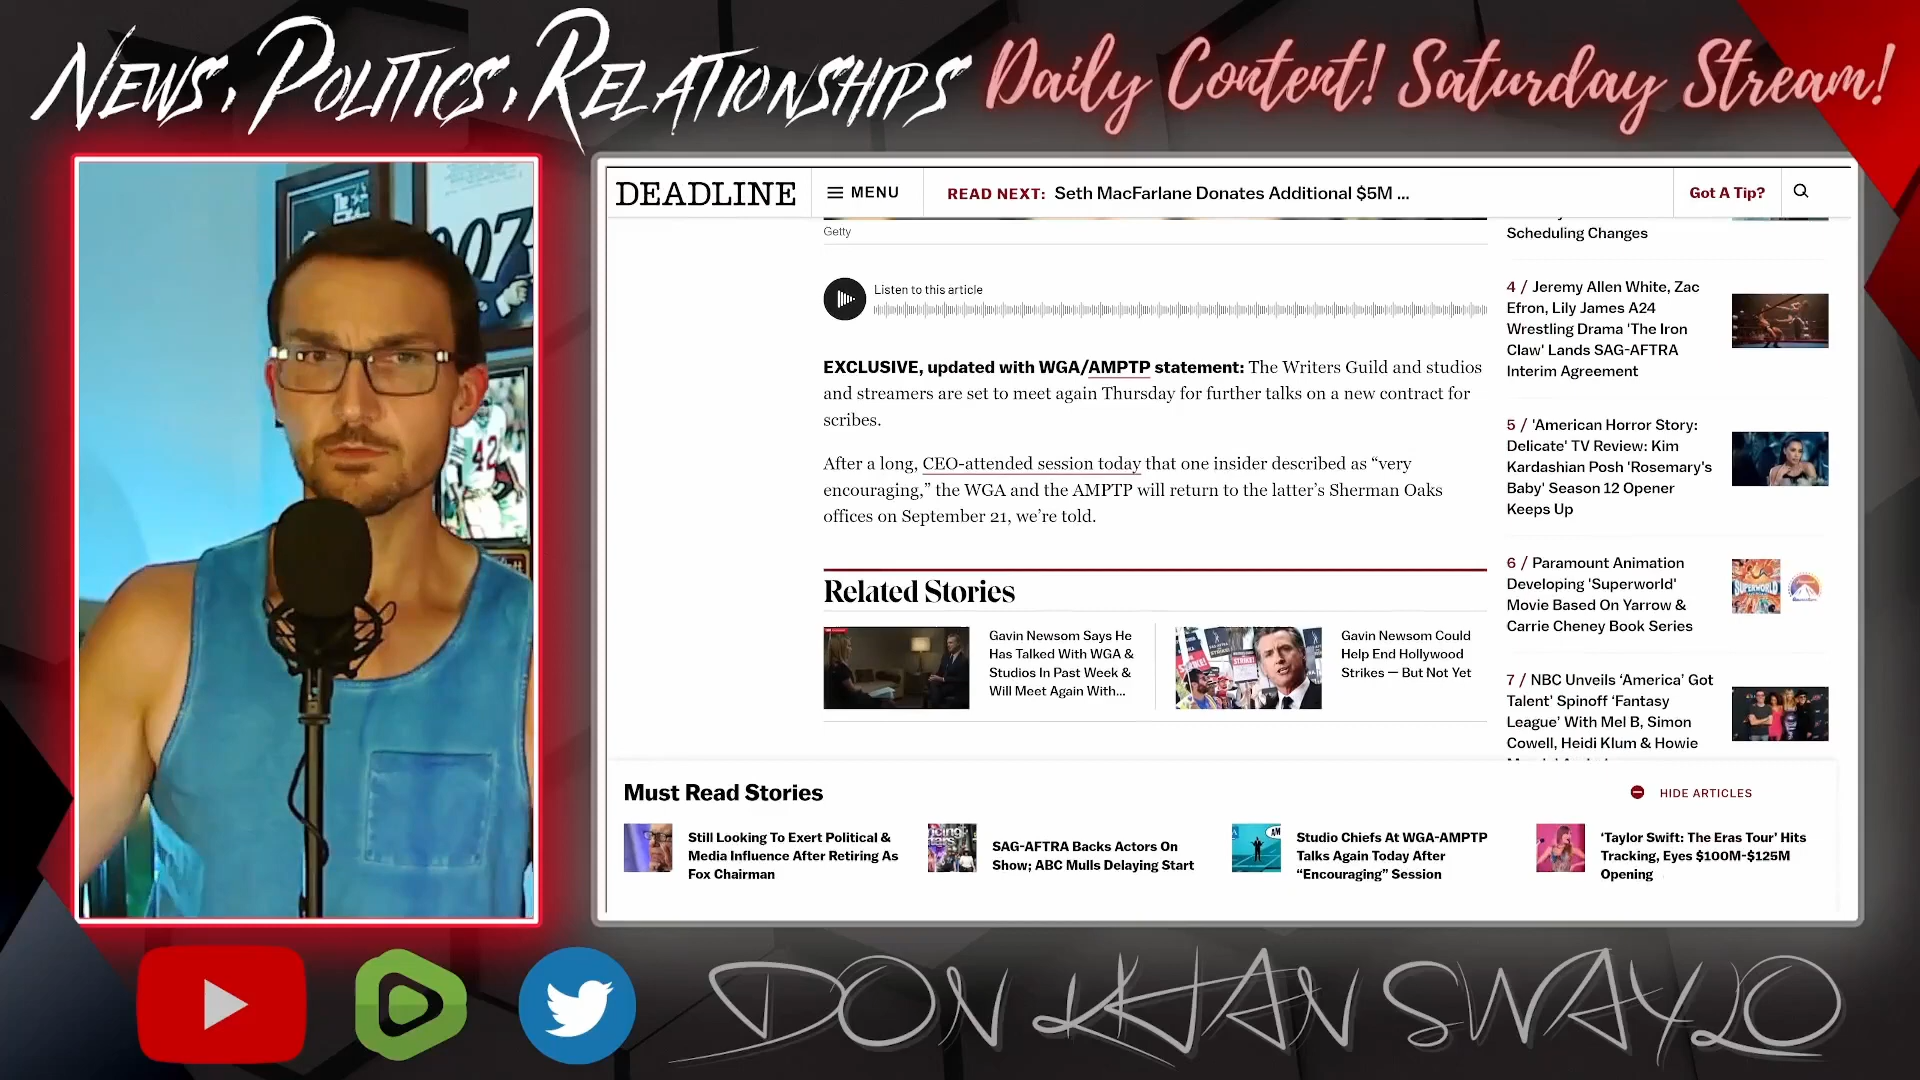 NEWS, POLITICS, RELATIONSHIPS Daily Content! Saturday Stream!
007
42
DEADLINE
MENU
READ NEXT: Seth MacFarlane Donates Additional $5M ...
Got A Tip?
Getty
Listen to this article
EXCLUSIVE, updated with WGA/AMPTP statement: The Writers Guild and studios
and streamers are set to meet again Thursday for further talks on a new contract for
scribes.
After a long, CEO-attended session today that one insider described as “very
encouraging,” the WGA and the AMPTP will return to the latter’s Sherman Oaks
offices on September 21, we’re told.
Related Stories
Gavin Newsom Says He
Has Talked With WGA &
Studios In Past Week &
Will Meet Again With...
Gavin Newsom Could
Help End Hollywood
Strikes — But Not Yet
Scheduling Changes
4 / Jeremy Allen White, Zac
Efron, Lily James A24
Wrestling Drama 'The Iron
Claw' Lands SAG-AFTRA
Interim Agreement
5 / 'American Horror Story:
Delicate' TV Review: Kim
Kardashian Posh 'Rosemary's
Baby' Season 12 Opener
Keeps Up
6 / Paramount Animation
Developing 'Superworld'
Movie Based On Yarrow &
Carrie Cheney Book Series
SUPERWORLD
7 / NBC Unveils ‘America’ Got
Talent’ Spinoff ‘Fantasy
League’ With Mel B, Simon
Cowell, Heidi Klum & Howie
Must Read Stories
HIDE ARTICLES
Still Looking To Exert Political &
Media Influence After Retiring As
Fox Chairman
SAG-AFTRA Backs Actors On
Show; ABC Mulls Delaying Start
Studio Chiefs At WGA-AMPTP
Talks Again Today After
“Encouraging” Session
‘Taylor Swift: The Eras Tour’ Hits
Tracking, Eyes $100M-$125M
Opening
DON KHAN SWAYLO